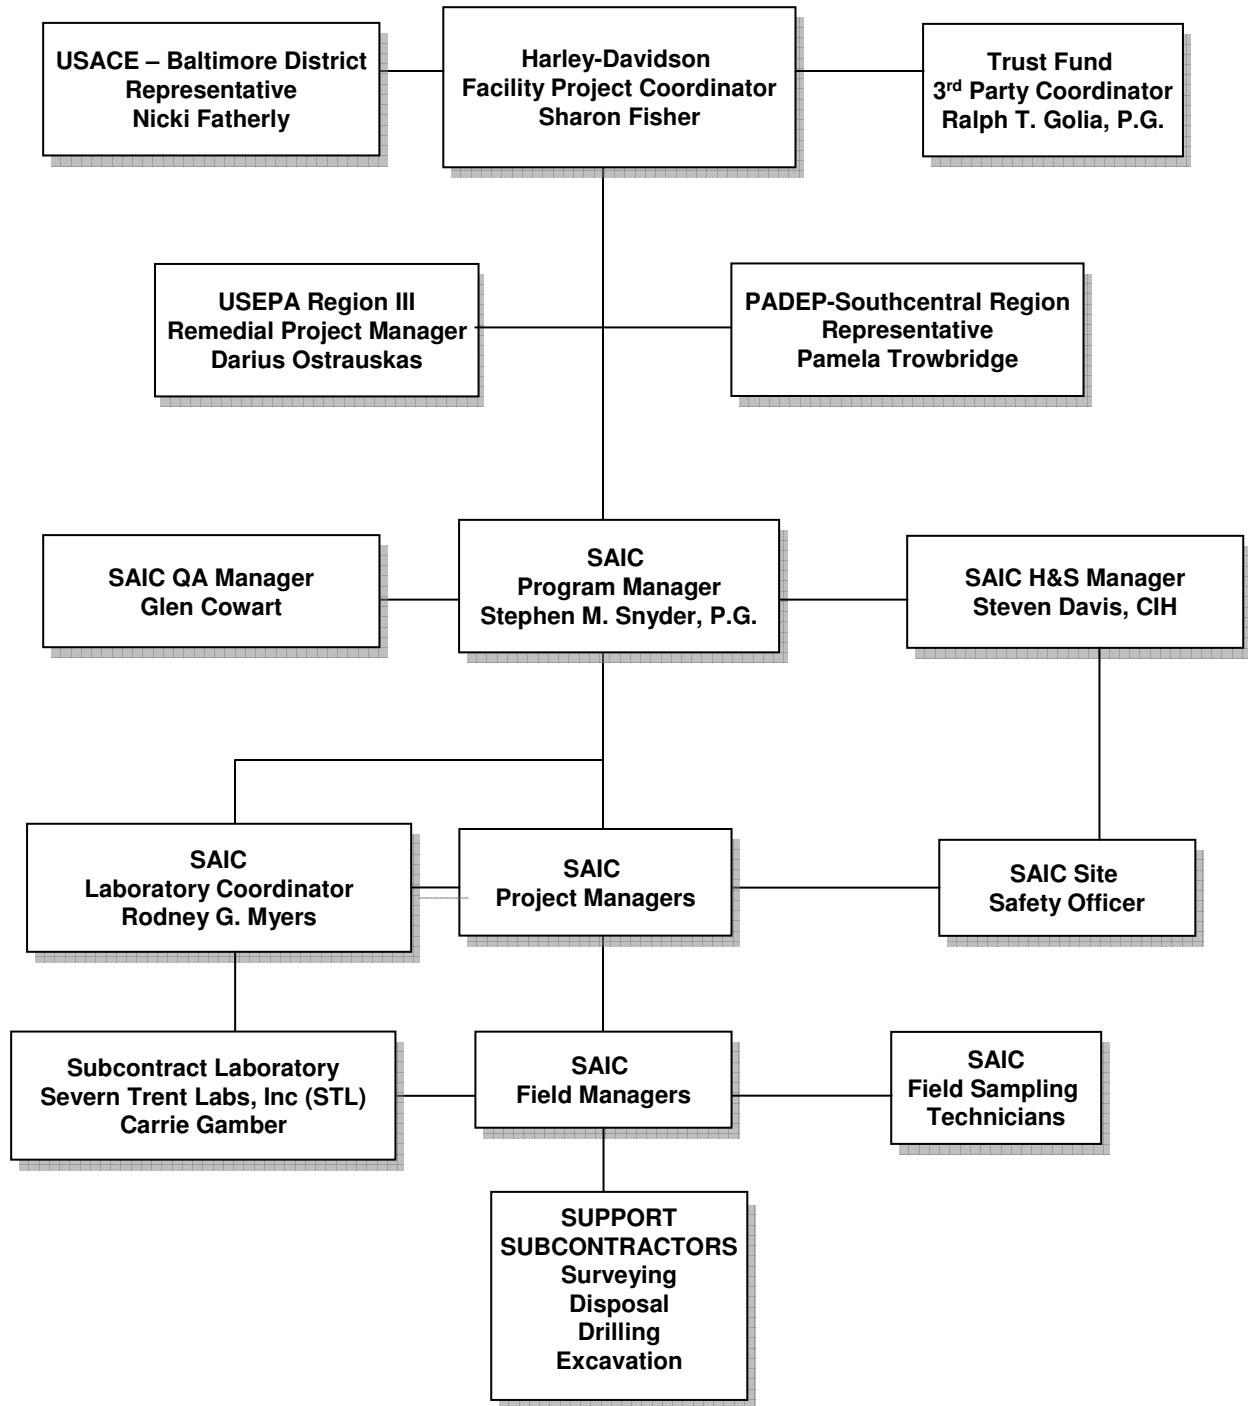 USACE – Baltimore District
Representative
Nicki Fatherly
Harley-Davidson
Facility Project Coordinator
Sharon Fisher
Trust Fund
3rd Party Coordinator
Ralph T. Golia, P.G.
USEPA Region III
Remedial Project Manager
Darius Ostrauskas
PADEP-Southcentral Region
Representative
Pamela Trowbridge
SAIC QA Manager
Glen Cowart
SAIC
Program Manager
Stephen M. Snyder, P.G.
SAIC H&S Manager
Steven Davis, CIH
SAIC
Laboratory Coordinator
Rodney G. Myers
SAIC
Project Managers
SAIC Site
Safety Officer
Subcontract Laboratory
Severn Trent Labs, Inc (STL)
Carrie Gamber
SAIC
Field Managers
SAIC
Field Sampling
Technicians
SUPPORT
SUBCONTRACTORS
Surveying
Disposal
Drilling
Excavation